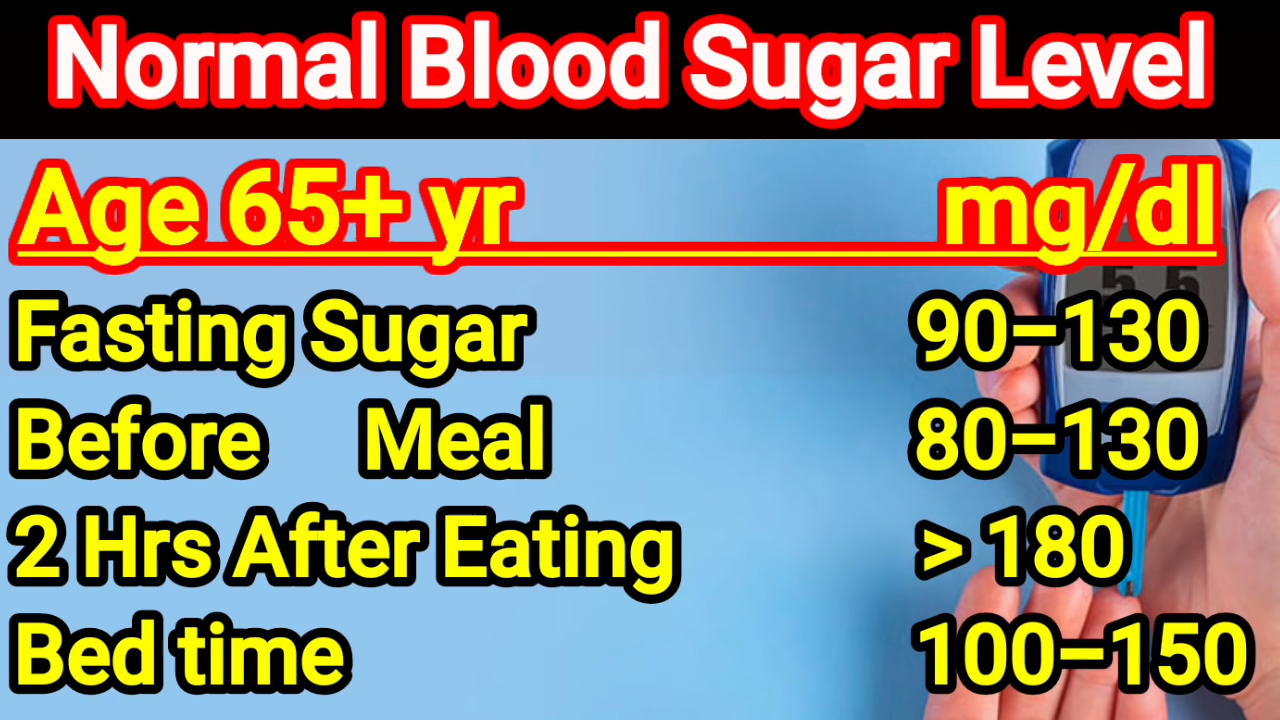 Normal Blood Sugar Level
Age 65+ yr mg/dl
Fasting Sugar 90–130
Before Meal 80–130
2 Hrs After Eating > 180
Bed time 100–150